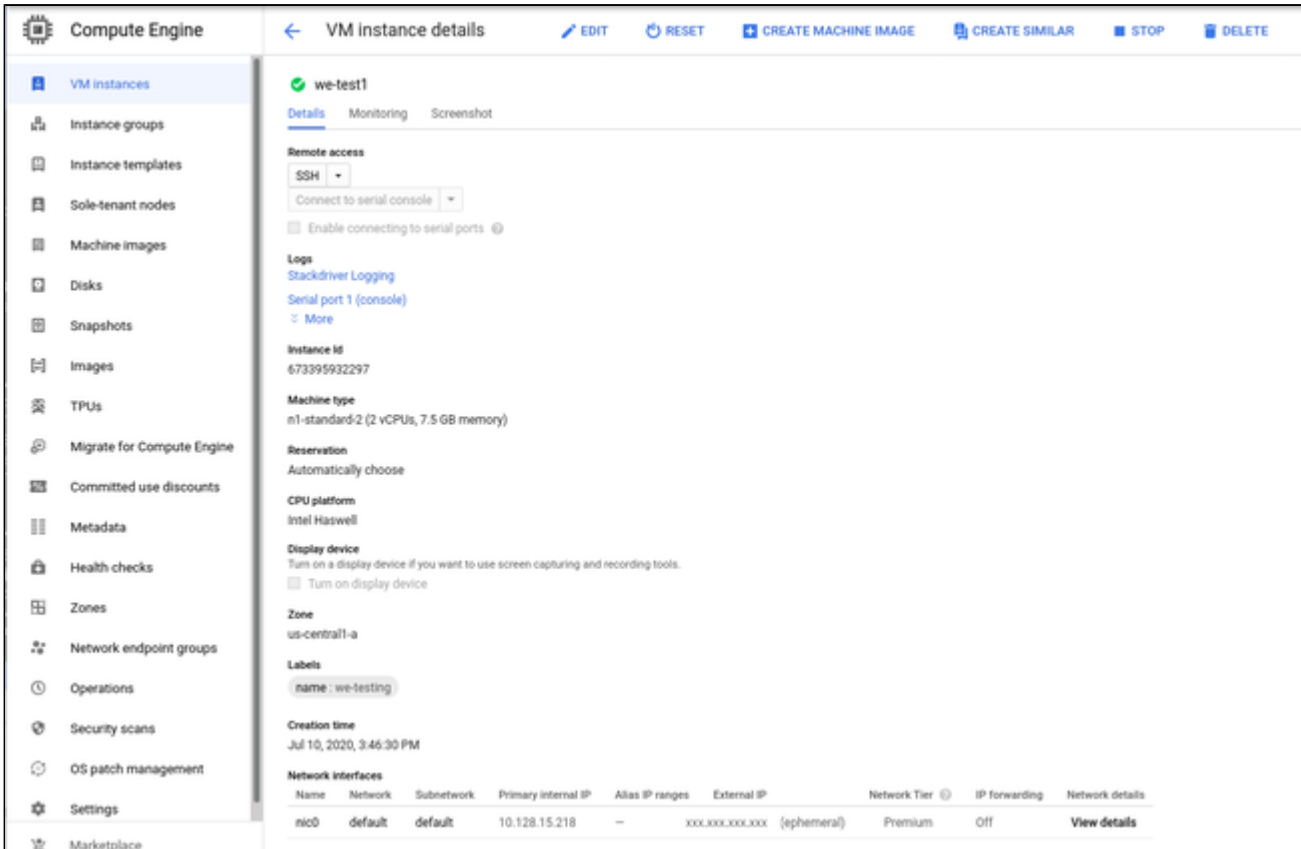 Compute Engine
VM instances
Instance groups
Instance templates
Sole-tenant nodes
Machine images
Disks
Snapshots
Images
TPUs
Migrate for Compute Engine
Committed use discounts
Metadata
Health checks
Zones
Network endpoint groups
Operations
Security scans
OS patch management
Settings
Marketplace
VM instance details EDIT RESET CREATE MACHINE IMAGE CREATE SIMILAR STOP DELETE
we-test1
Details Monitoring Screenshot
Remote access
SSH
Connect to serial console
Enable connecting to serial ports
Logs
Stackdriver Logging
Serial port 1 (console)
More
Instance Id
673395932297
Machine type
n1-standard-2 (2 vCPUs, 7.5 GB memory)
Reservation
Automatically choose
CPU platform
Intel Haswell
Display device
Turn on a display device if you want to use screen capturing and recording tools.
Turn on display device
Zone
us-central1-a
Labels
name : we-testing
Creation time
Jul 10, 2020, 3:46:30 PM
Network interfaces
Name Network Subnetwork Primary internal IP Alias IP ranges External IP Network Tier IP forwarding Network details
nic0 default default 10.128.15.218 — xxx.xxx.xxx.xxx (ephemeral) Premium Off View details